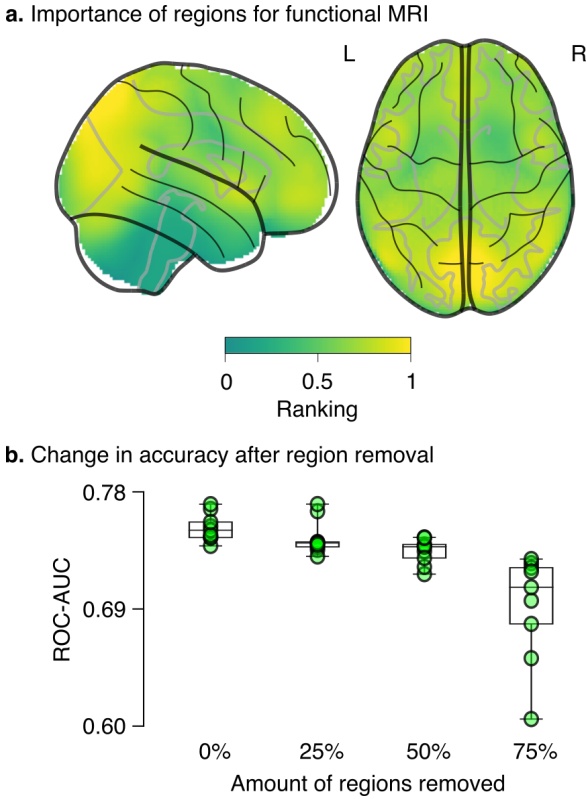 a. Importance of regions for functional MRI
L
R
0
0.5
1
Ranking
b. Change in accuracy after region removal
0.78
0.69
0.60
ROC-AUC
0%
25%
50%
75%
Amount of regions removed